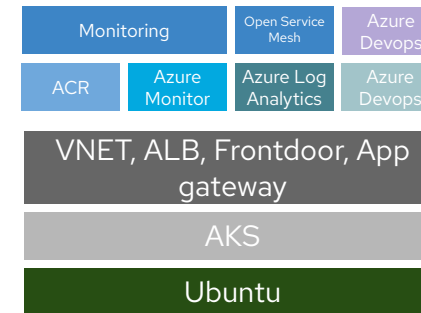 Monitoring
Open Service
Mesh
Azure
Devops
ACR
Azure
Monitor
Azure Log
Analytics
Azure
Devops
VNET, ALB, Frontdoor, App
gateway
AKS
Ubuntu